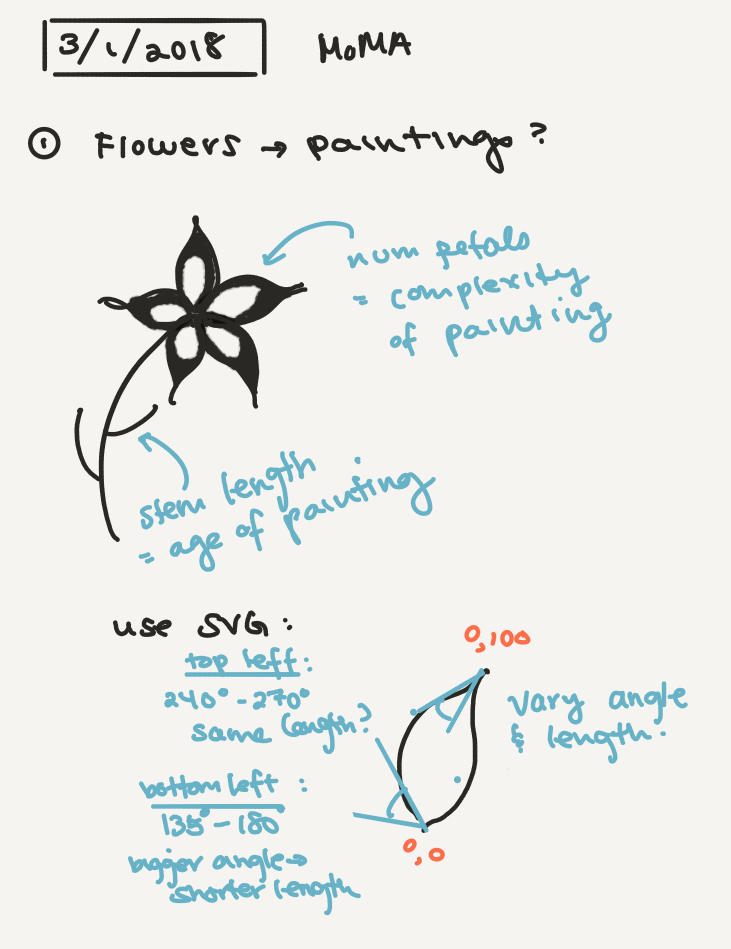 3/1/2018 MoMA
① Flowers → paintings?
num petals
= complexity
of painting
stem length
= age of painting
use SVG:
0,100
top left:
240° - 270°
same length?
vary angle
& length.
bottom left:
135° - 180
bigger angle →
shorter length
0,0